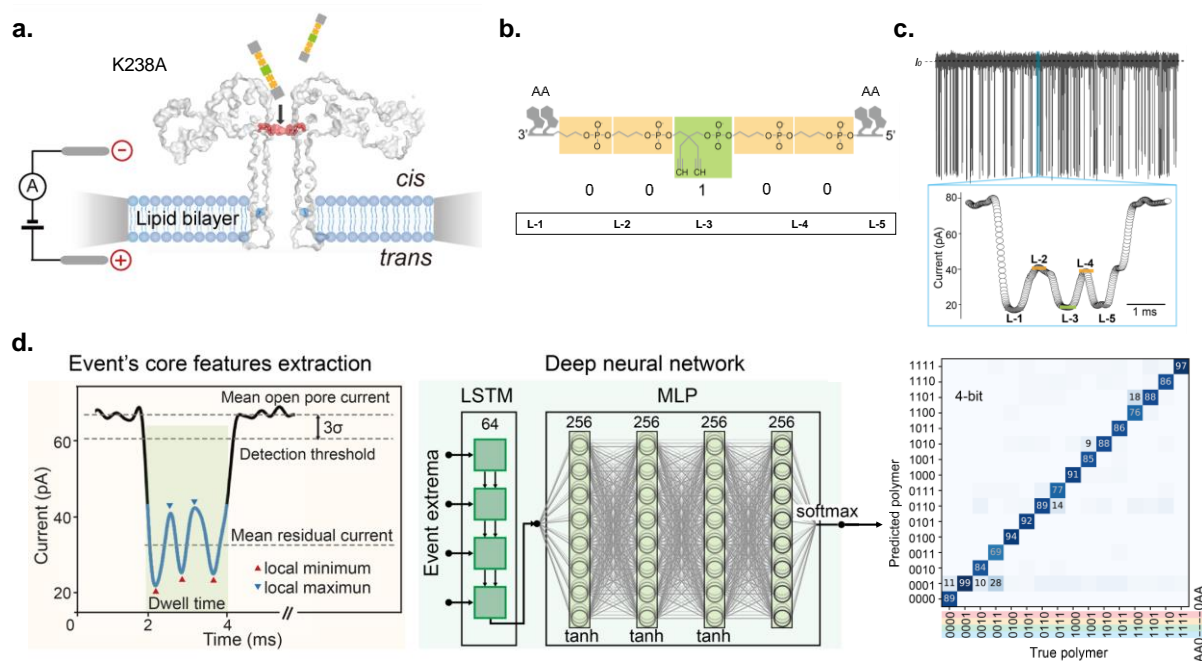 a.
K238A
A
−
+
Lipid bilayer
cis
trans
b.
AA
AA
3'
5'
O
P
O
O
O
P
O
O
O
P
O
O
O
P
O
O
O
P
O
O
CH CH
0 0 1 0 0
L-1 L-2 L-3 L-4 L-5
c.
I0
80
60
40
20
Current (pA)
L-2
L-4
L-1
L-3
L-5
1 ms
d.
Event's core features extraction
Mean open pore current
3σ
Detection threshold
Mean residual current
local minimum
local maximun
Dwell time
60
40
20
Current (pA)
2 4
Time (ms)
Deep neural network
LSTM
MLP
64
256 256 256 256
Event extrema
softmax
tanh tanh tanh
4-bit
Predicted polymer
1111 97
1110 86
1101 18 88
1100 76
1011 86
1010 9 88
1001 85
1000 91
0111 77
0110 89 14
0101 92
0100 94
0011 69
0010 84
0001 11 99 10 28
0000 89
0000 0001 0010 0011 0100 0101 0110 0111 1000 1001 1010 1011 1100 1101 1110 1111
AA0----0AA
True polymer